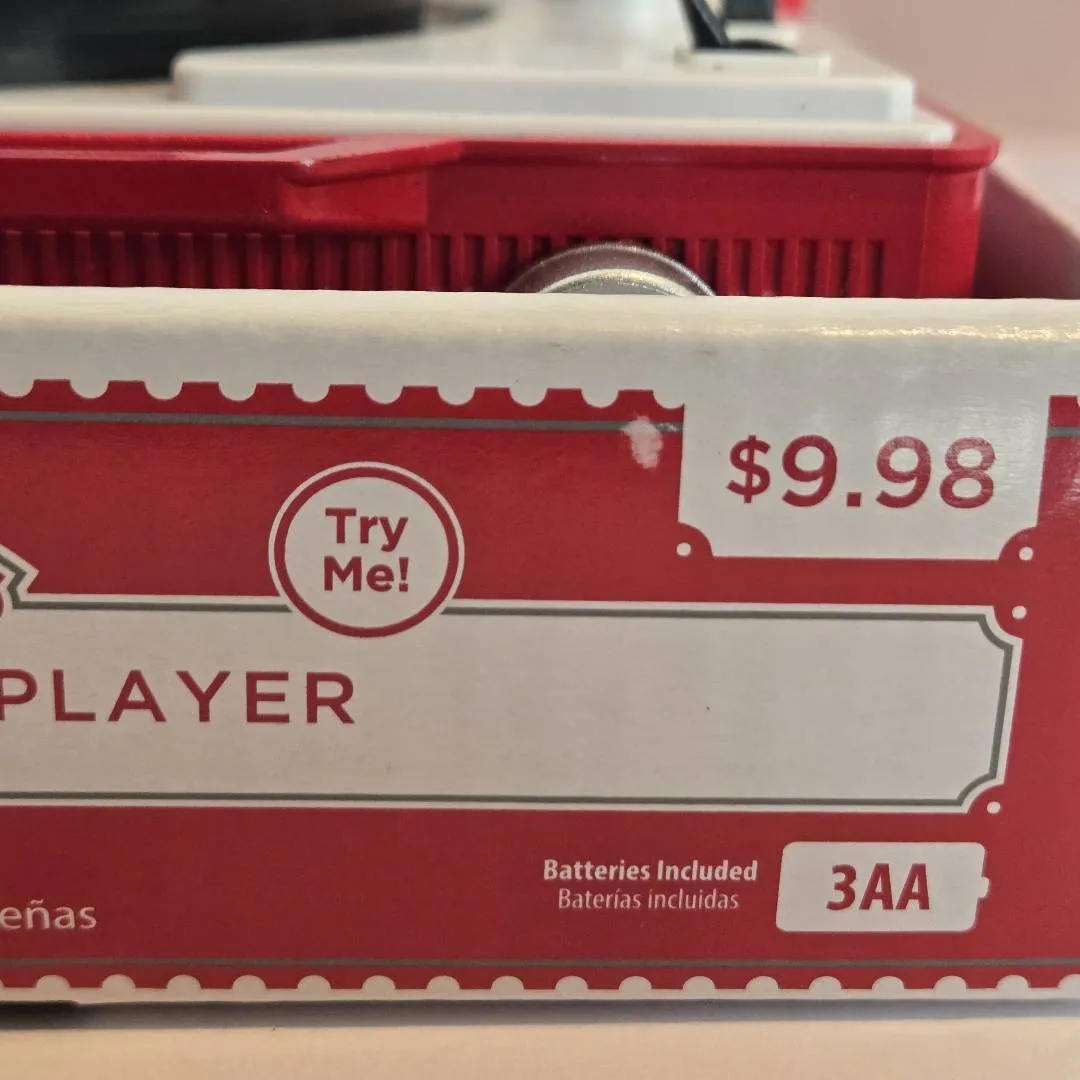 $9.98
Try
Me!
PLAYER
Batteries Included
Baterías incluidas
3AA
eñas